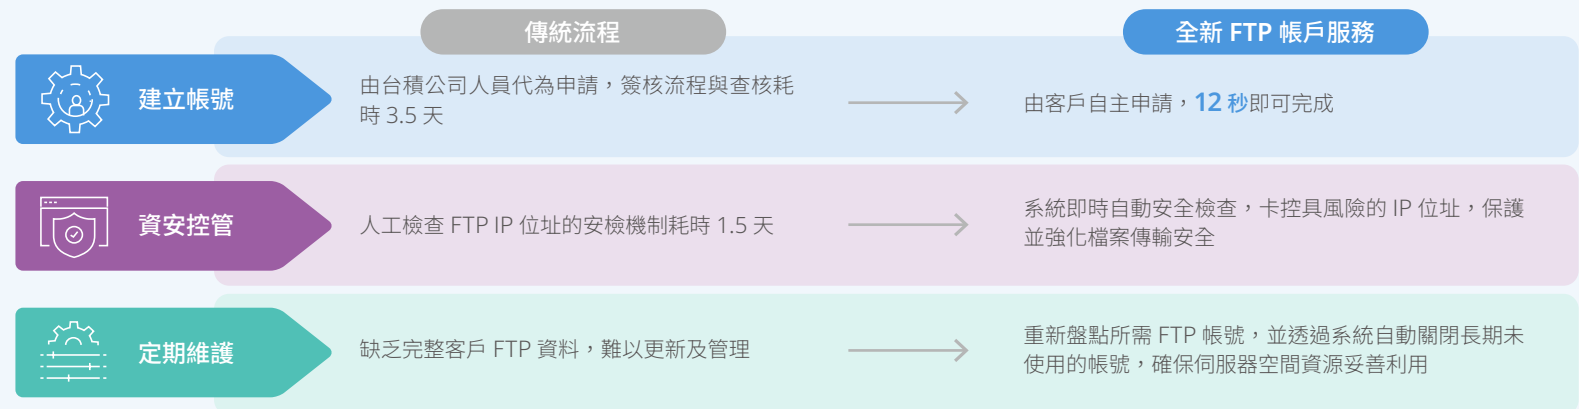 傳統流程
全新 FTP 帳戶服務
建立帳號
由台積公司人員代為申請，簽核流程與查核耗
時 3.5 天
由客戶自主申請，12 秒即可完成
資安控管
人工檢查 FTP IP 位址的安檢機制耗時 1.5 天
系統即時自動安全檢查，卡控具風險的 IP 位址，保護
並強化檔案傳輸安全
定期維護
缺乏完整客戶 FTP 資料，難以更新及管理
重新盤點所需 FTP 帳號，並透過系統自動關閉長期未
使用的帳號，確保伺服器空間資源妥善利用